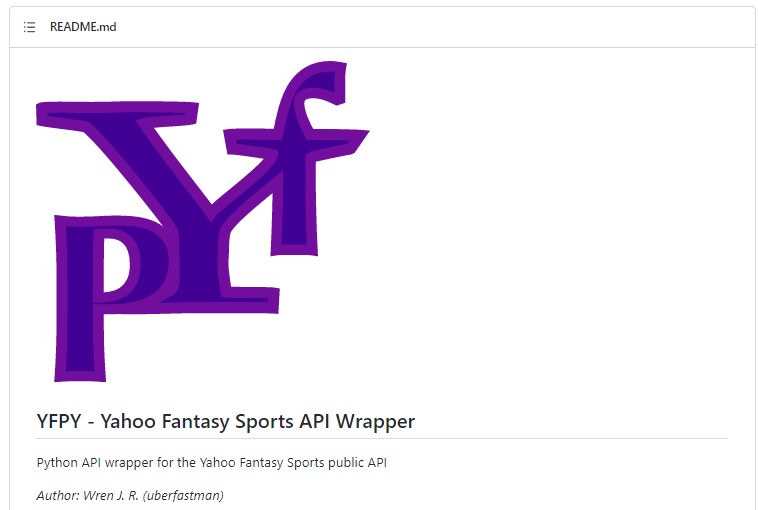 README.md
Yf
p
YFPY - Yahoo Fantasy Sports API Wrapper
Python API wrapper for the Yahoo Fantasy Sports public API
Author: Wren J. R. (uberfastman)